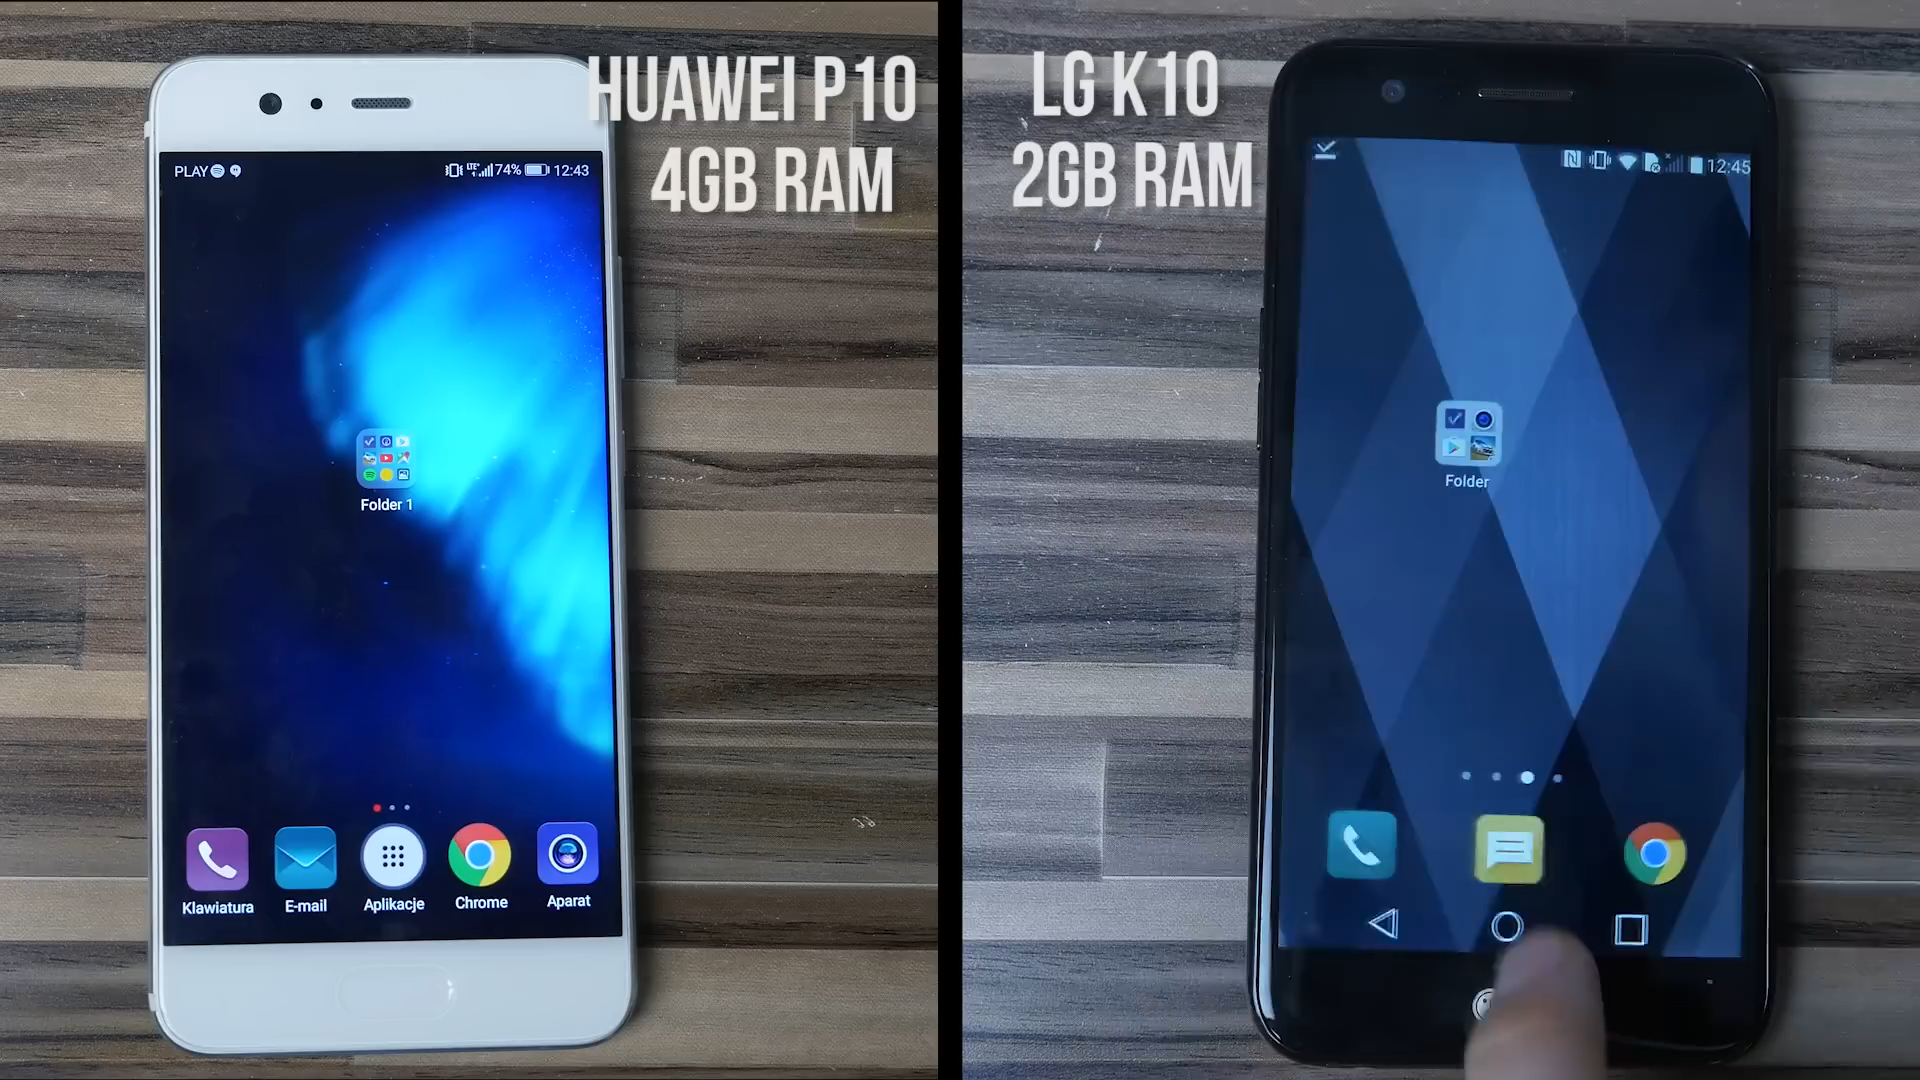 HUAWEI P10
4GB RAM
PLAY
LTE+
74%
12:43
Folder 1
Klawiatura
E-mail
Aplikacje
Chrome
Aparat
LG K10
2GB RAM
12:45
Folder